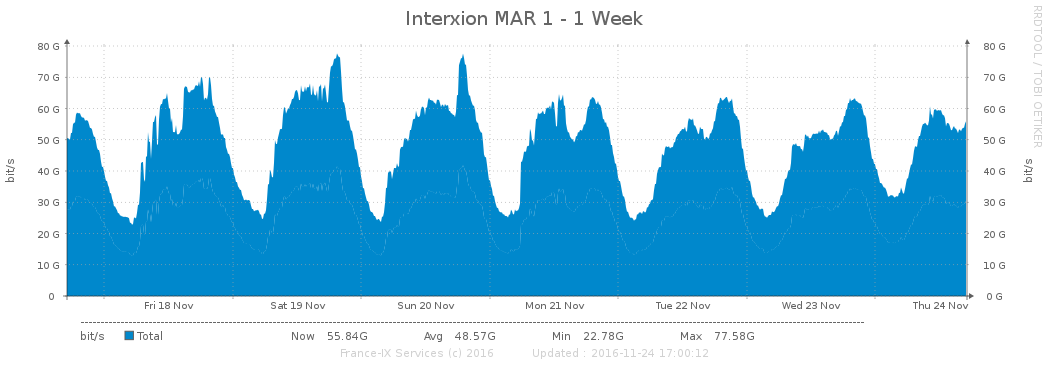 Interxion MAR 1 - 1 Week
RRDTOOL / TOBI OETIKER
bit/s
80 G 80 G
70 G 70 G
60 G 60 G
50 G 50 G
40 G 40 G
30 G 30 G
20 G 20 G
10 G 10 G
0 0 G
bit/s
Fri 18 Nov Sat 19 Nov Sun 20 Nov Mon 21 Nov Tue 22 Nov Wed 23 Nov Thu 24 Nov
bit/s Total Now 55.84G Avg 48.57G Min 22.78G Max 77.58G
France-IX Services (c) 2016 Updated : 2016-11-24 17:00:12